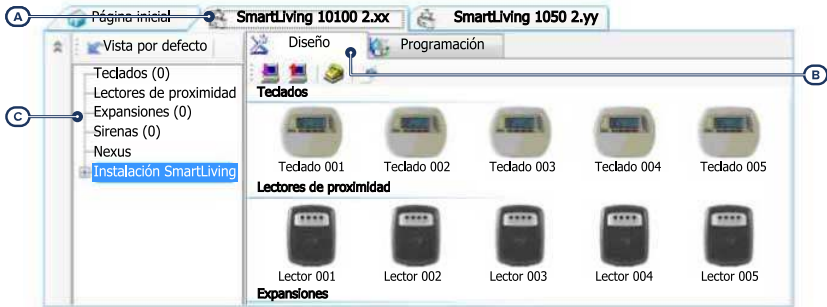 A
Página inicial
SmartLiving 10100 2.xx
SmartLiving 1050 2.yy
Vista por defecto
Diseño
Programación
B
Teclados (0)
Lectores de proximidad
C
Expansiones (0)
Sirenas (0)
Nexus
Instalación SmartLiving
Teclados
Teclado 001
Teclado 002
Teclado 003
Teclado 004
Teclado 005
Lectores de proximidad
Lector 001
Lector 002
Lector 003
Lector 004
Lector 005
Expansiones